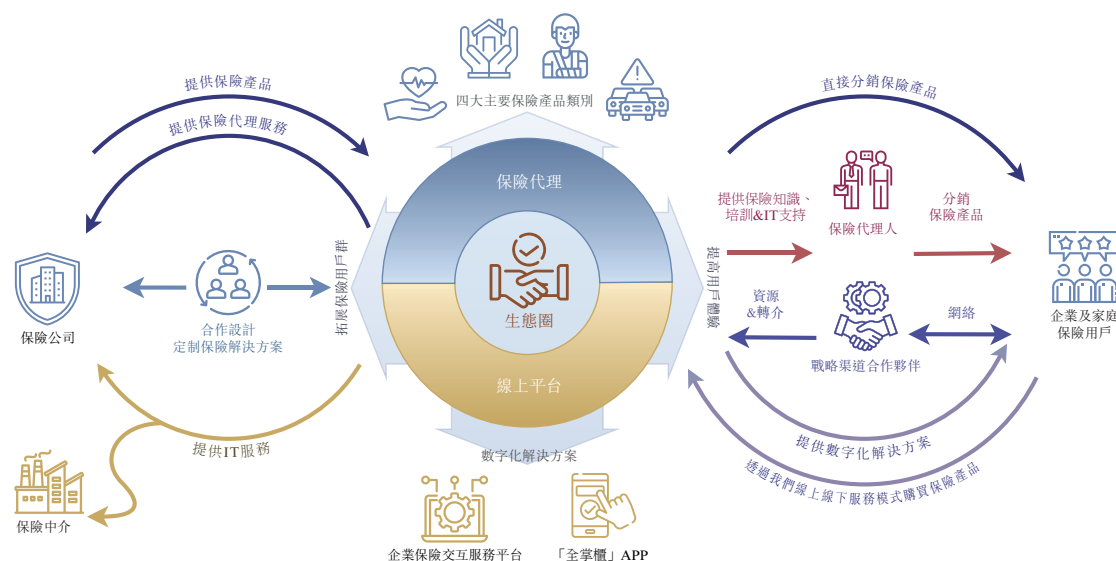 提供保險產品
提供保險代理服務
四大主要保險產品類別
直接分銷保險產品
保險代理
提供保險知識、
培訓&IT支持
保險代理人
分銷
保險產品
拓展保險用戶群
生態圈
提高用戶體驗
保險公司
合作設計
定制保險解決方案
資源
&轉介
戰略渠道合作夥伴
網絡
企業及家庭
保險用戶
線上平台
提供IT服務
數字化解決方案
提供數字化解決方案
透過我們線上線下服務模式購買保險產品
保險中介
企業保險交互服務平台
「全掌櫃」APP